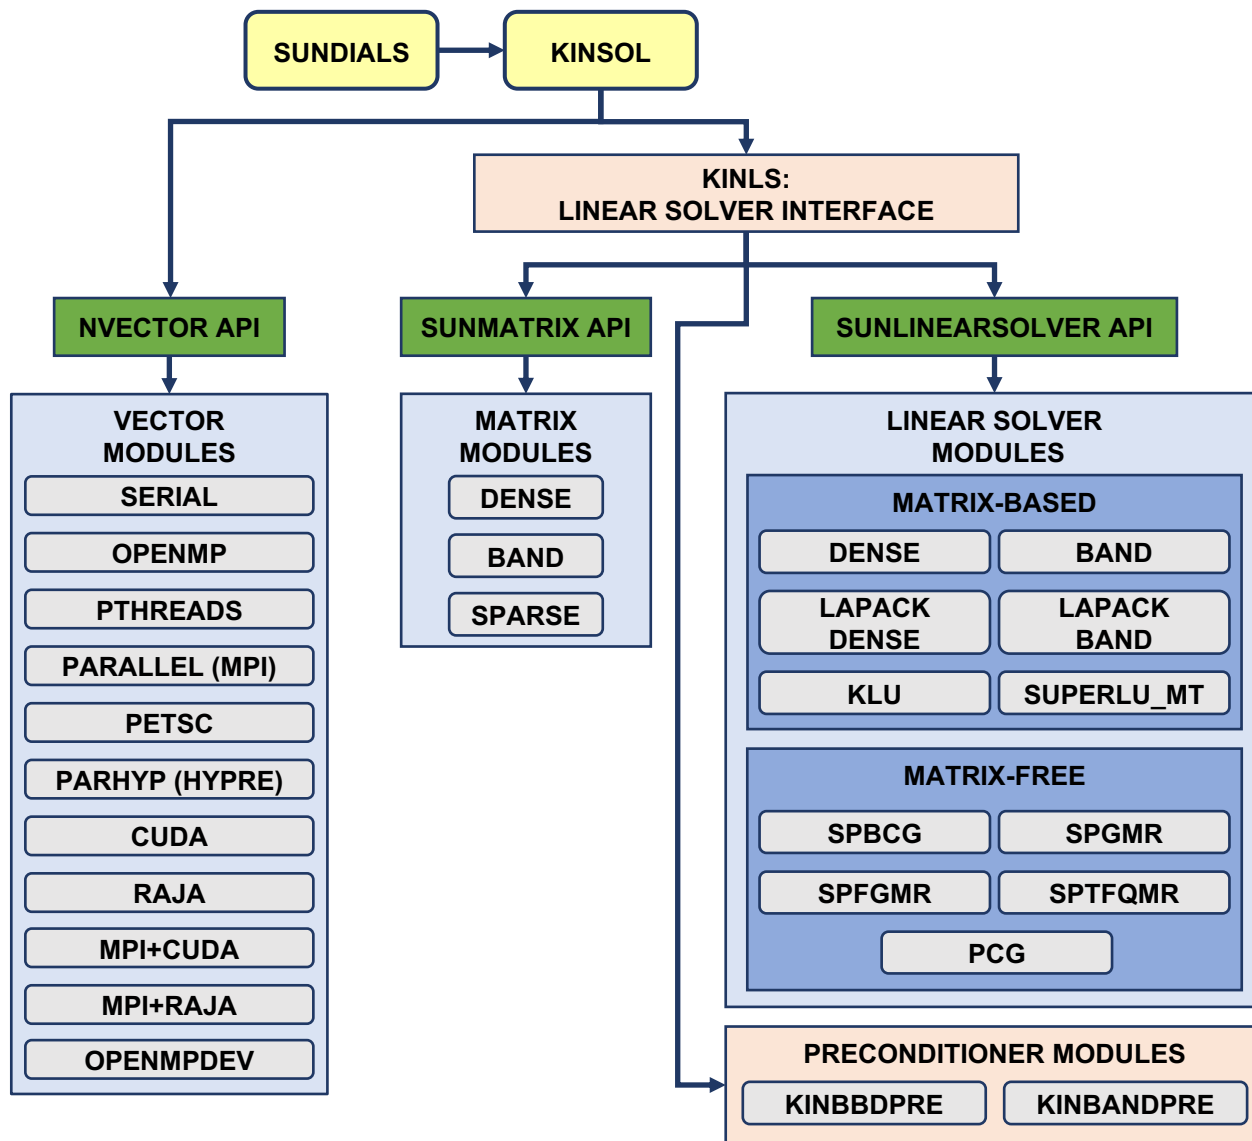 SUNDIALS
KINSOL
KINLS:
LINEAR SOLVER INTERFACE
NVECTOR API
SUNMATRIX API
SUNLINEARSOLVER API
VECTOR
MODULES
SERIAL
OPENMP
PTHREADS
PARALLEL (MPI)
PETSC
PARHYP (HYPRE)
CUDA
RAJA
MPI+CUDA
MPI+RAJA
OPENMPDEV
MATRIX
MODULES
DENSE
BAND
SPARSE
LINEAR SOLVER
MODULES
MATRIX-BASED
DENSE
BAND
LAPACK
DENSE
LAPACK
BAND
KLU
SUPERLU_MT
MATRIX-FREE
SPBCG
SPGMR
SPFGMR
SPTFQMR
PCG
PRECONDITIONER MODULES
KINBBDPRE
KINBANDPRE